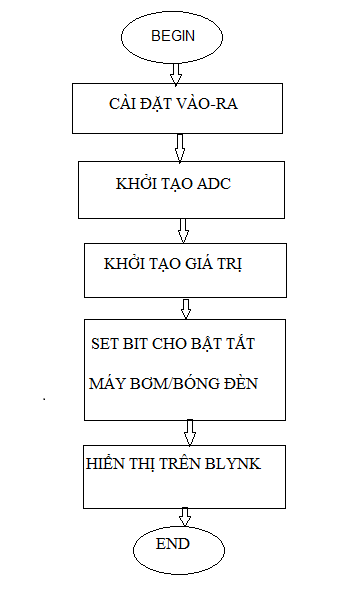 BEGIN
CÀI ĐẶT VÀO-RA
KHỞI TẠO ADC
KHỞI TẠO GIÁ TRỊ
SET BIT CHO BẬT TẮT
MÁY BƠM/BÓNG ĐÈN
HIỂN THỊ TRÊN BLYNK
END